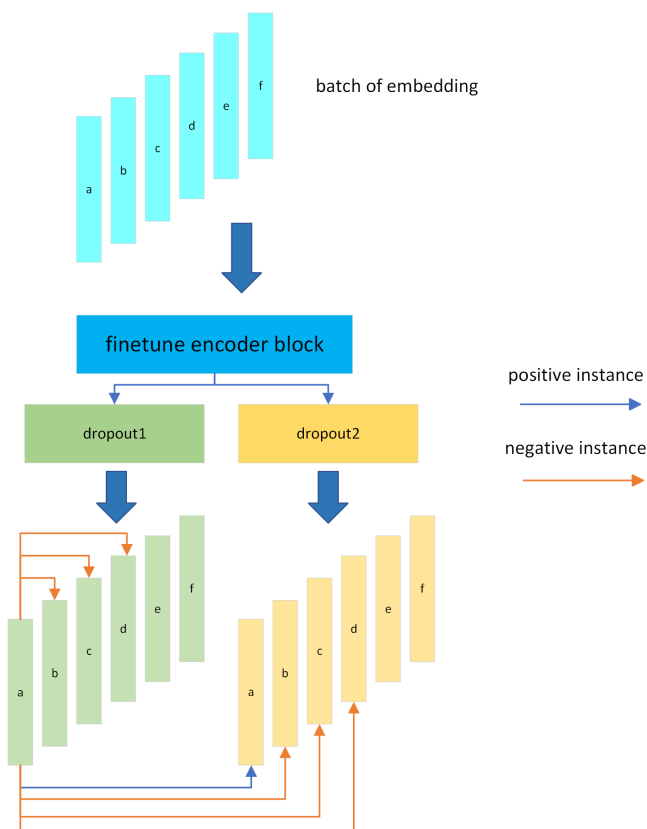 batch of embedding
a
b
c
d
e
f
finetune encoder block
positive instance
dropout1
dropout2
negative instance
a
b
c
d
e
f
a
b
c
d
e
f